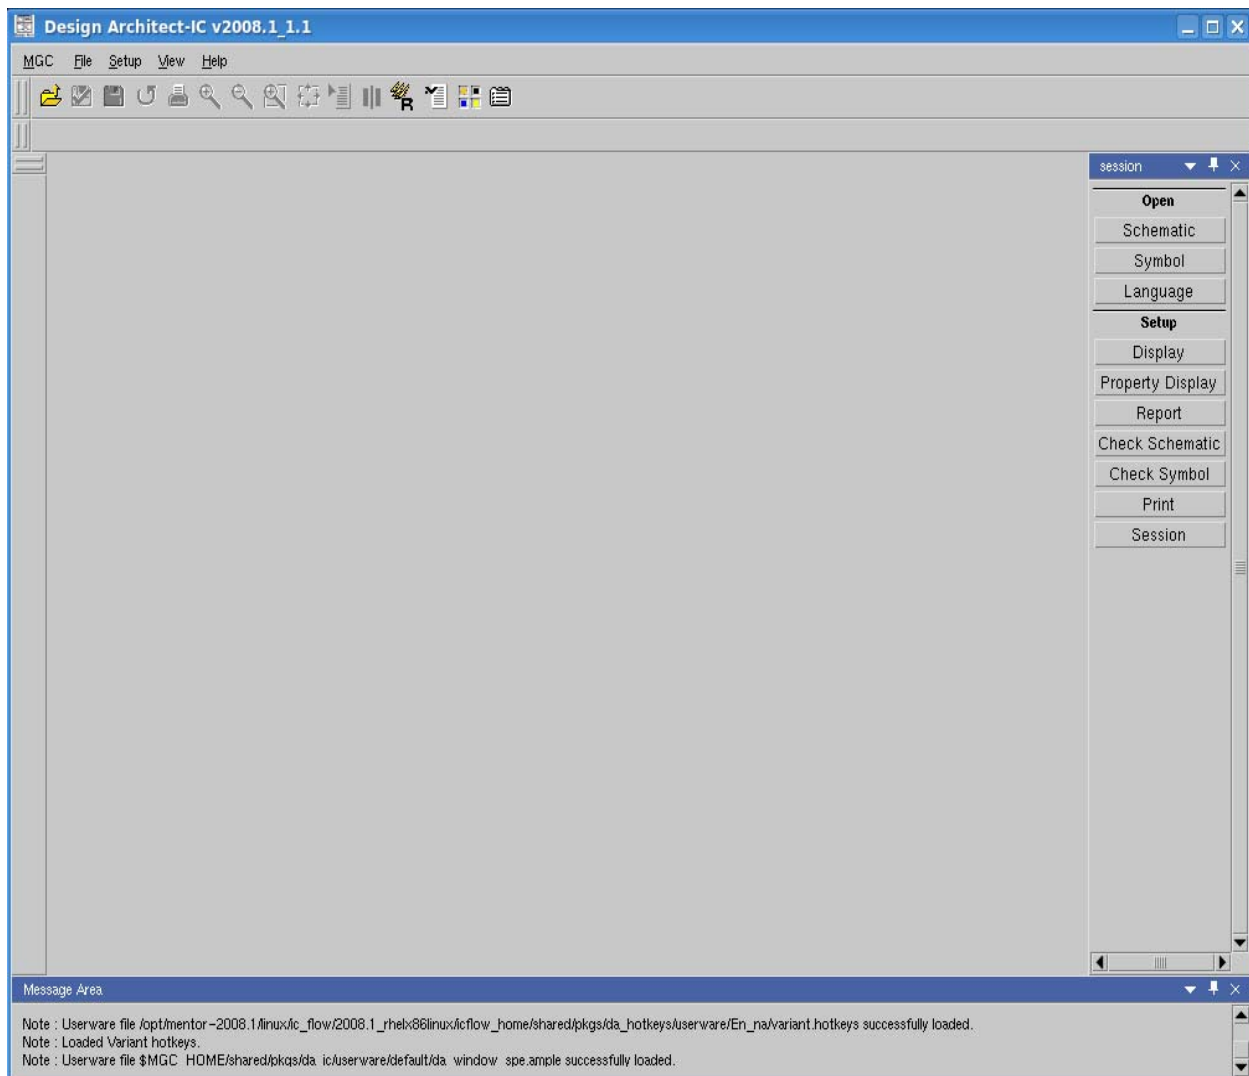 Design Architect-IC v2008.1_1.1
MGC File Setup View Help
R
session
Open
Schematic
Symbol
Language
Setup
Display
Property Display
Report
Check Schematic
Check Symbol
Print
Session
Message Area
Note : Userware file /opt/mentor-2008.1/linux/ic_flow/2008.1_rhelx86linux/icflow_home/shared/pkgs/da_hotkeys/userware/En_na/variant.hotkeys successfully loaded.
Note : Loaded Variant hotkeys.
Note : Userware file $MGC_HOME/shared/pkgs/da_ic/userware/default/da_window_spe.ample successfully loaded.